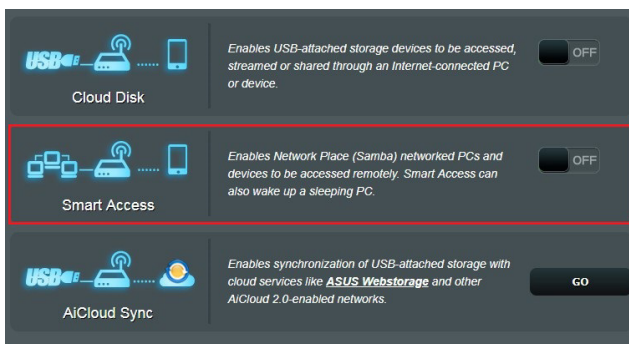 USB
Cloud Disk
Enables USB-attached storage devices to be accessed,
streamed or shared through an Internet-connected PC
or device.
OFF
Smart Access
Enables Network Place (Samba) networked PCs and
devices to be accessed remotely. Smart Access can
also wake up a sleeping PC.
OFF
USB
AiCloud Sync
Enables synchronization of USB-attached storage with
cloud services like ASUS Webstorage and other
AiCloud 2.0-enabled networks.
GO